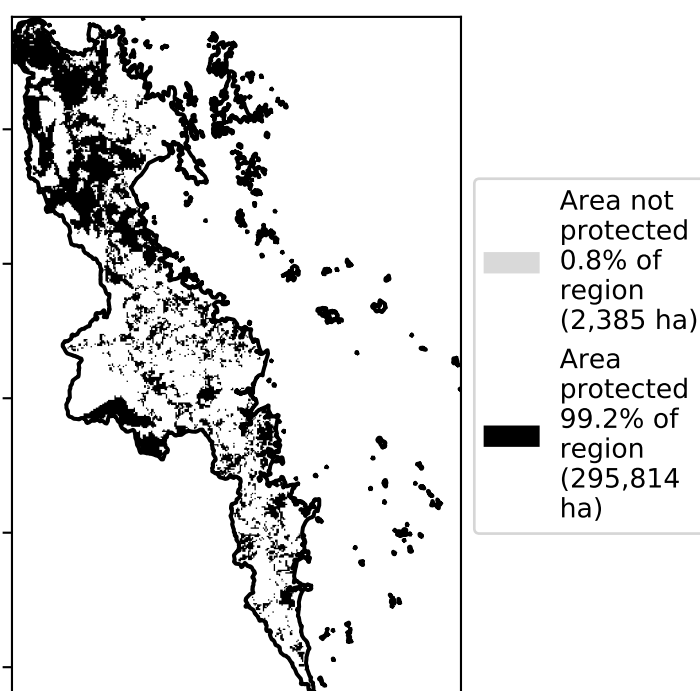 Area not
protected
0.8% of
region
(2,385 ha)
Area
protected
99.2% of
region
(295,814
ha)